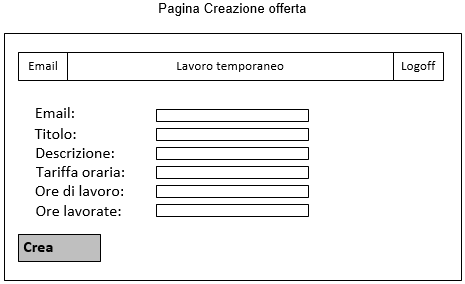 Pagina Creazione offerta
Email Lavoro temporaneo Logoff
Email:
Titolo:
Descrizione:
Tariffa oraria:
Ore di lavoro:
Ore lavorate:
Crea